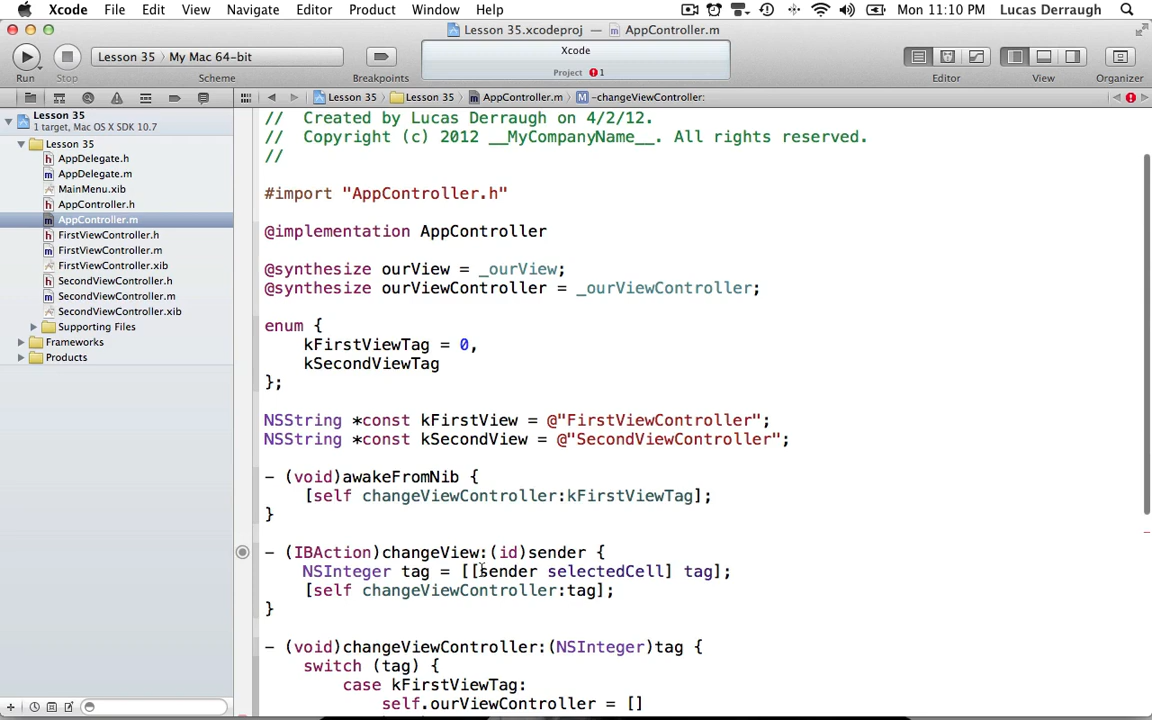 Xcode File Edit View Navigate Editor Product Window Help Mon 11:10 PM Lucas Derraugh
Lesson 35.xcodeproj — AppController.m
Lesson 35 My Mac 64-bit
Xcode
Project 1
Run Stop Scheme Breakpoints Editor View Organizer
Lesson 35 Lesson 35 AppController.m -changeViewController:
Lesson 35
1 target, Mac OS X SDK 10.7
Lesson 35
AppDelegate.h
AppDelegate.m
MainMenu.xib
AppController.h
AppController.m
FirstViewController.h
FirstViewController.m
FirstViewController.xib
SecondViewController.h
SecondViewController.m
SecondViewController.xib
Supporting Files
Frameworks
Products
// Created by Lucas Derraugh on 4/2/12.
// Copyright (c) 2012 __MyCompanyName__. All rights reserved.
//
#import "AppController.h"
@implementation AppController
@synthesize ourView = _ourView;
@synthesize ourViewController = _ourViewController;
enum {
kFirstViewTag = 0,
kSecondViewTag
};
NSString *const kFirstView = @"FirstViewController";
NSString *const kSecondView = @"SecondViewController";
- (void)awakeFromNib {
[self changeViewController:kFirstViewTag];
}
- (IBAction)changeView:(id)sender {
NSInteger tag = [[sender selectedCell] tag];
[self changeViewController:tag];
}
- (void)changeViewController:(NSInteger)tag {
switch (tag) {
case kFirstViewTag:
self.ourViewController = []